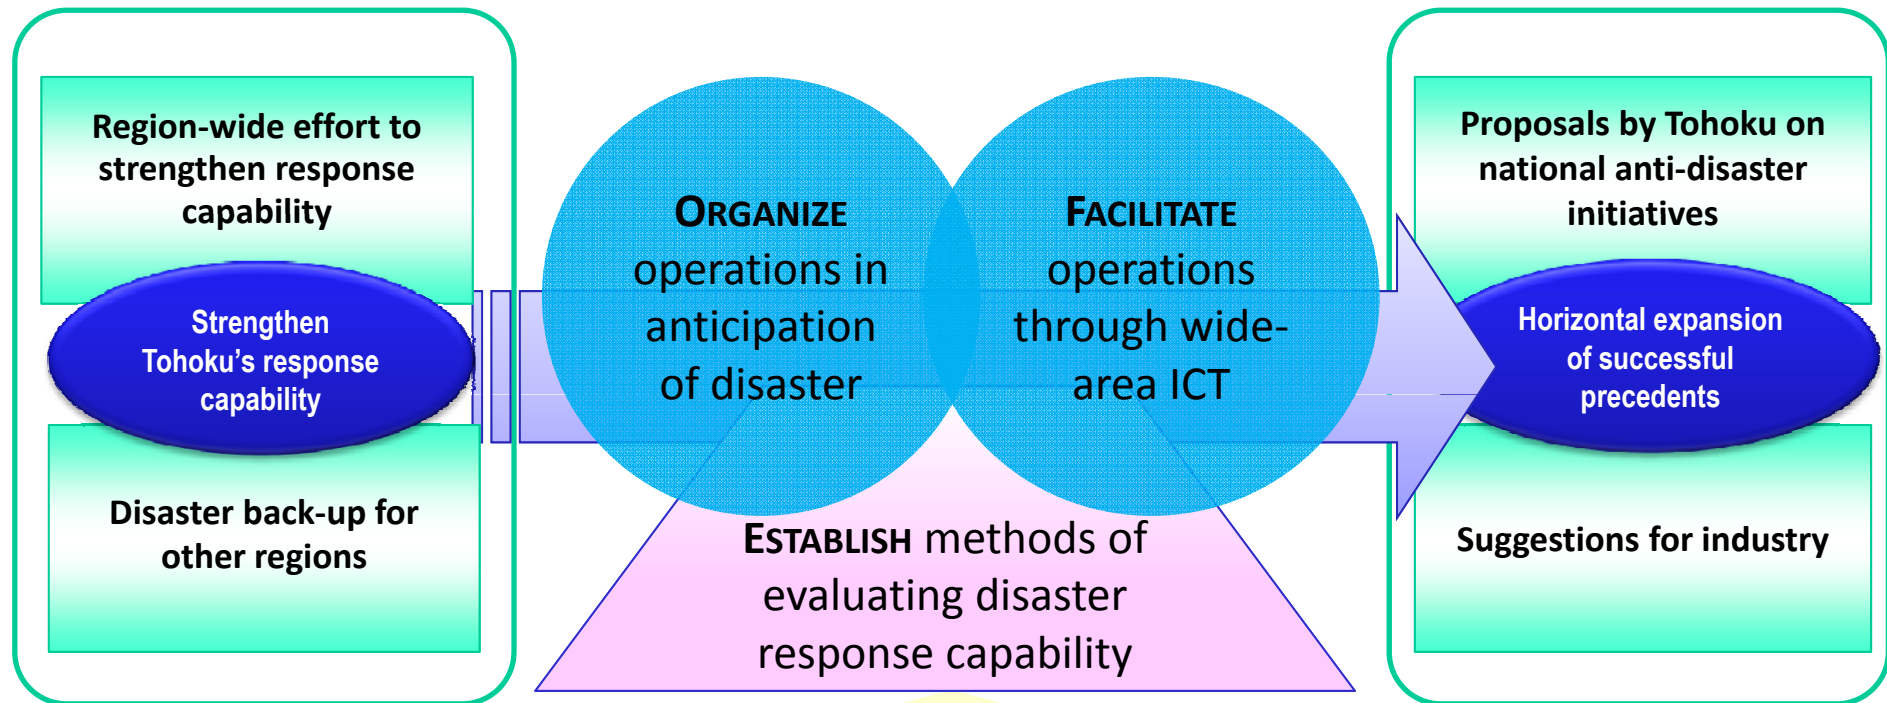 Region-wide effort to
strengthen response
capability
Strengthen
Tohoku's response
capability
Disaster back-up for
other regions
ORGANIZE
operations in
anticipation
of disaster
FACILITATE
operations
through wide-
area ICT
ESTABLISH methods of
evaluating disaster
response capability
Proposals by Tohoku on
national anti-disaster
initiatives
Horizontal expansion
of successful
precedents
Suggestions for industry